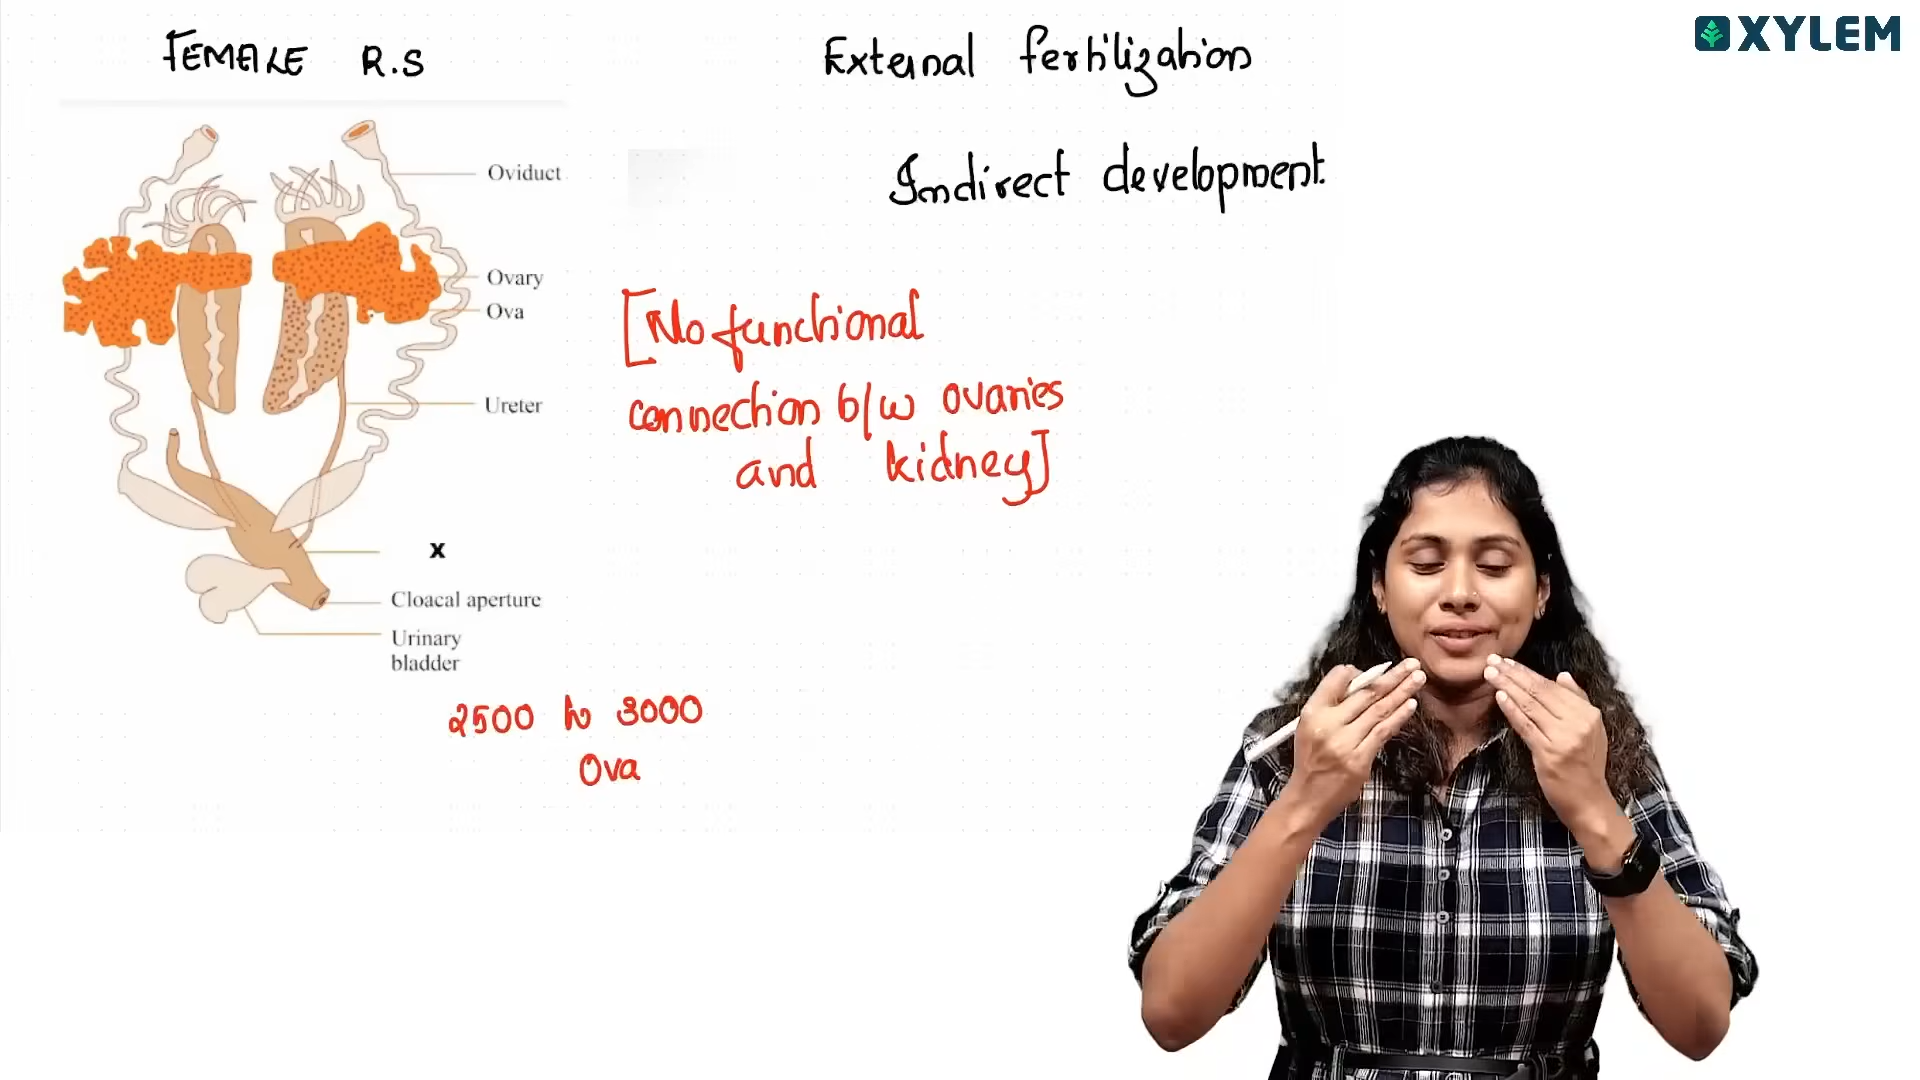 FEMALE R.S
External fertilization
XYLEM
Indirect development.
Oviduct
Ovary
Ova
Ureter
[No functional
connection b/w ovaries
and kidney]
x
Cloacal aperture
Urinary
bladder
2500 to 3000
Ova